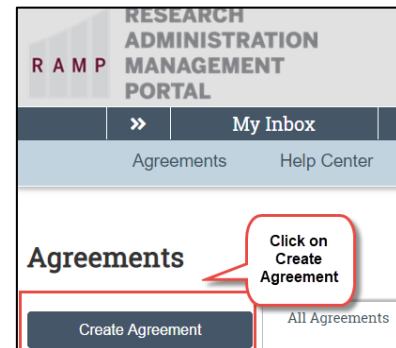 RESEARCH
ADMINISTRATION
RAMP MANAGEMENT
PORTAL
» My Inbox
Agreements Help Center
Agreements
Click on
Create
Agreement
Create Agreement
All Agreements